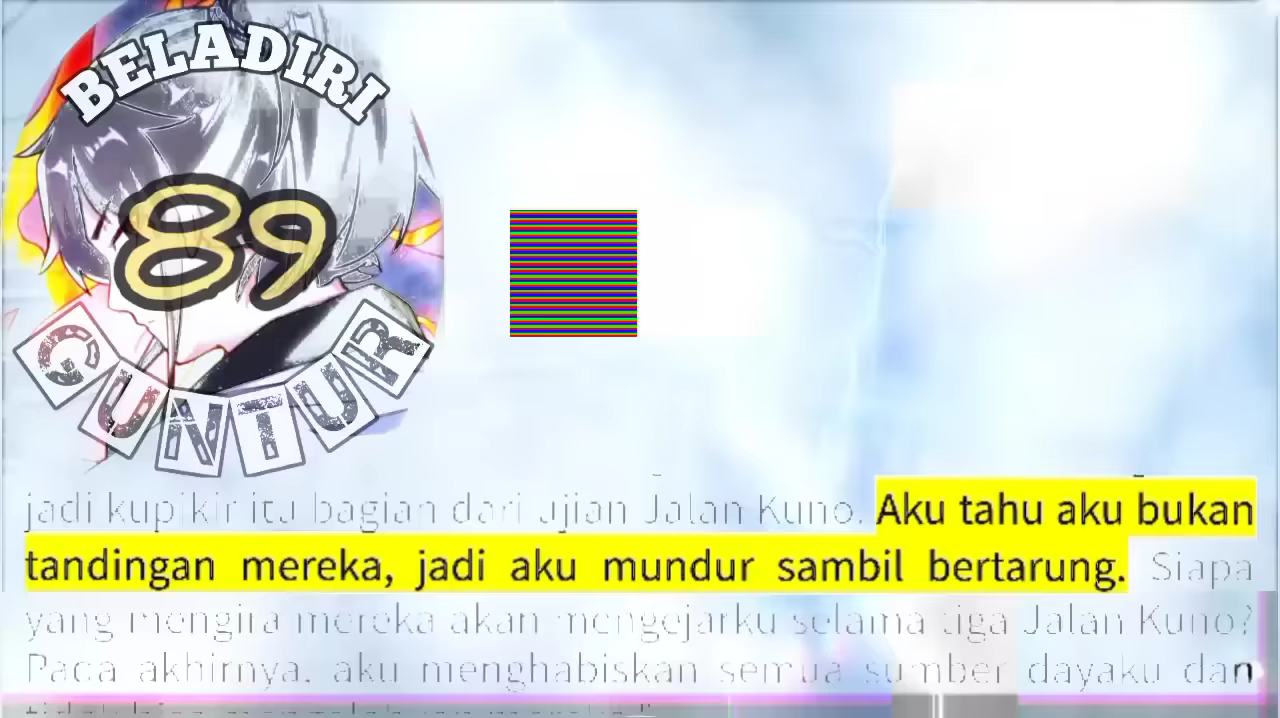 BELADIRI
89
GUNTUR
jadi kupikir itu bagian dari ujian Jalan Kuno. Aku tahu aku bukan
tandingan mereka, jadi aku mundur sambil bertarung. Siapa
yang mengira mereka akan mengejarku selama tiga Jalan Kuno?
Pada akhirnya, aku menghabiskan semua sumber dayaku dan